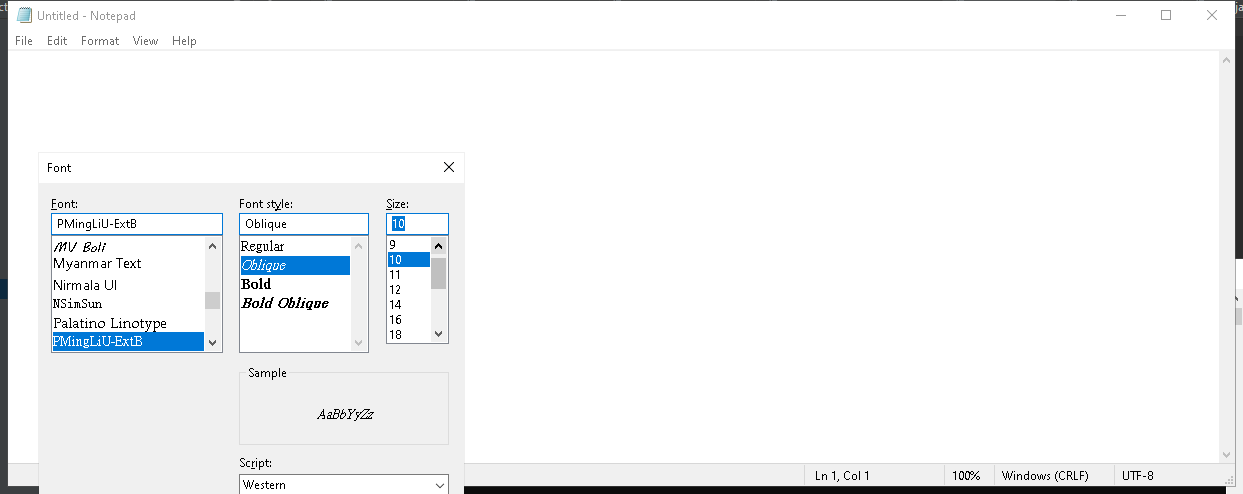 Untitled - Notepad
File Edit Format View Help
Font
Font: Font style: Size:
PMingLiU-ExtB Oblique 10
MV Boli
Myanmar Text
Nirmala UI
NSimSun
Palatino Linotype
PMingLiU-ExtB
Regular
Oblique
Bold
Bold Oblique
9
10
11
12
14
16
18
Sample
AaBbYyZz
Script:
Western
Ln 1, Col 1 100% Windows (CRLF) UTF-8